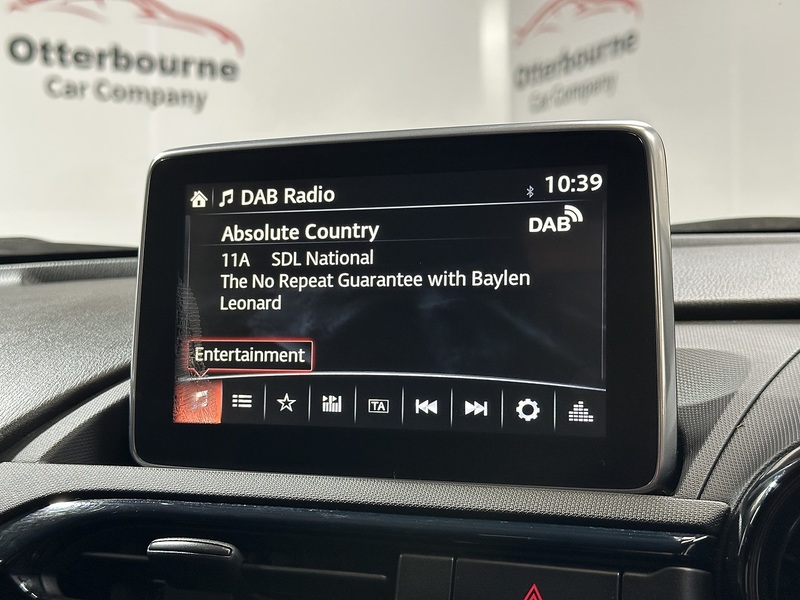 Otterbourne
Car Company
Otterbourne
Car Company
DAB Radio
10:39
Absolute Country
DAB
11A SDL National
The No Repeat Guarantee with Baylen
Leonard
Entertainment
TA